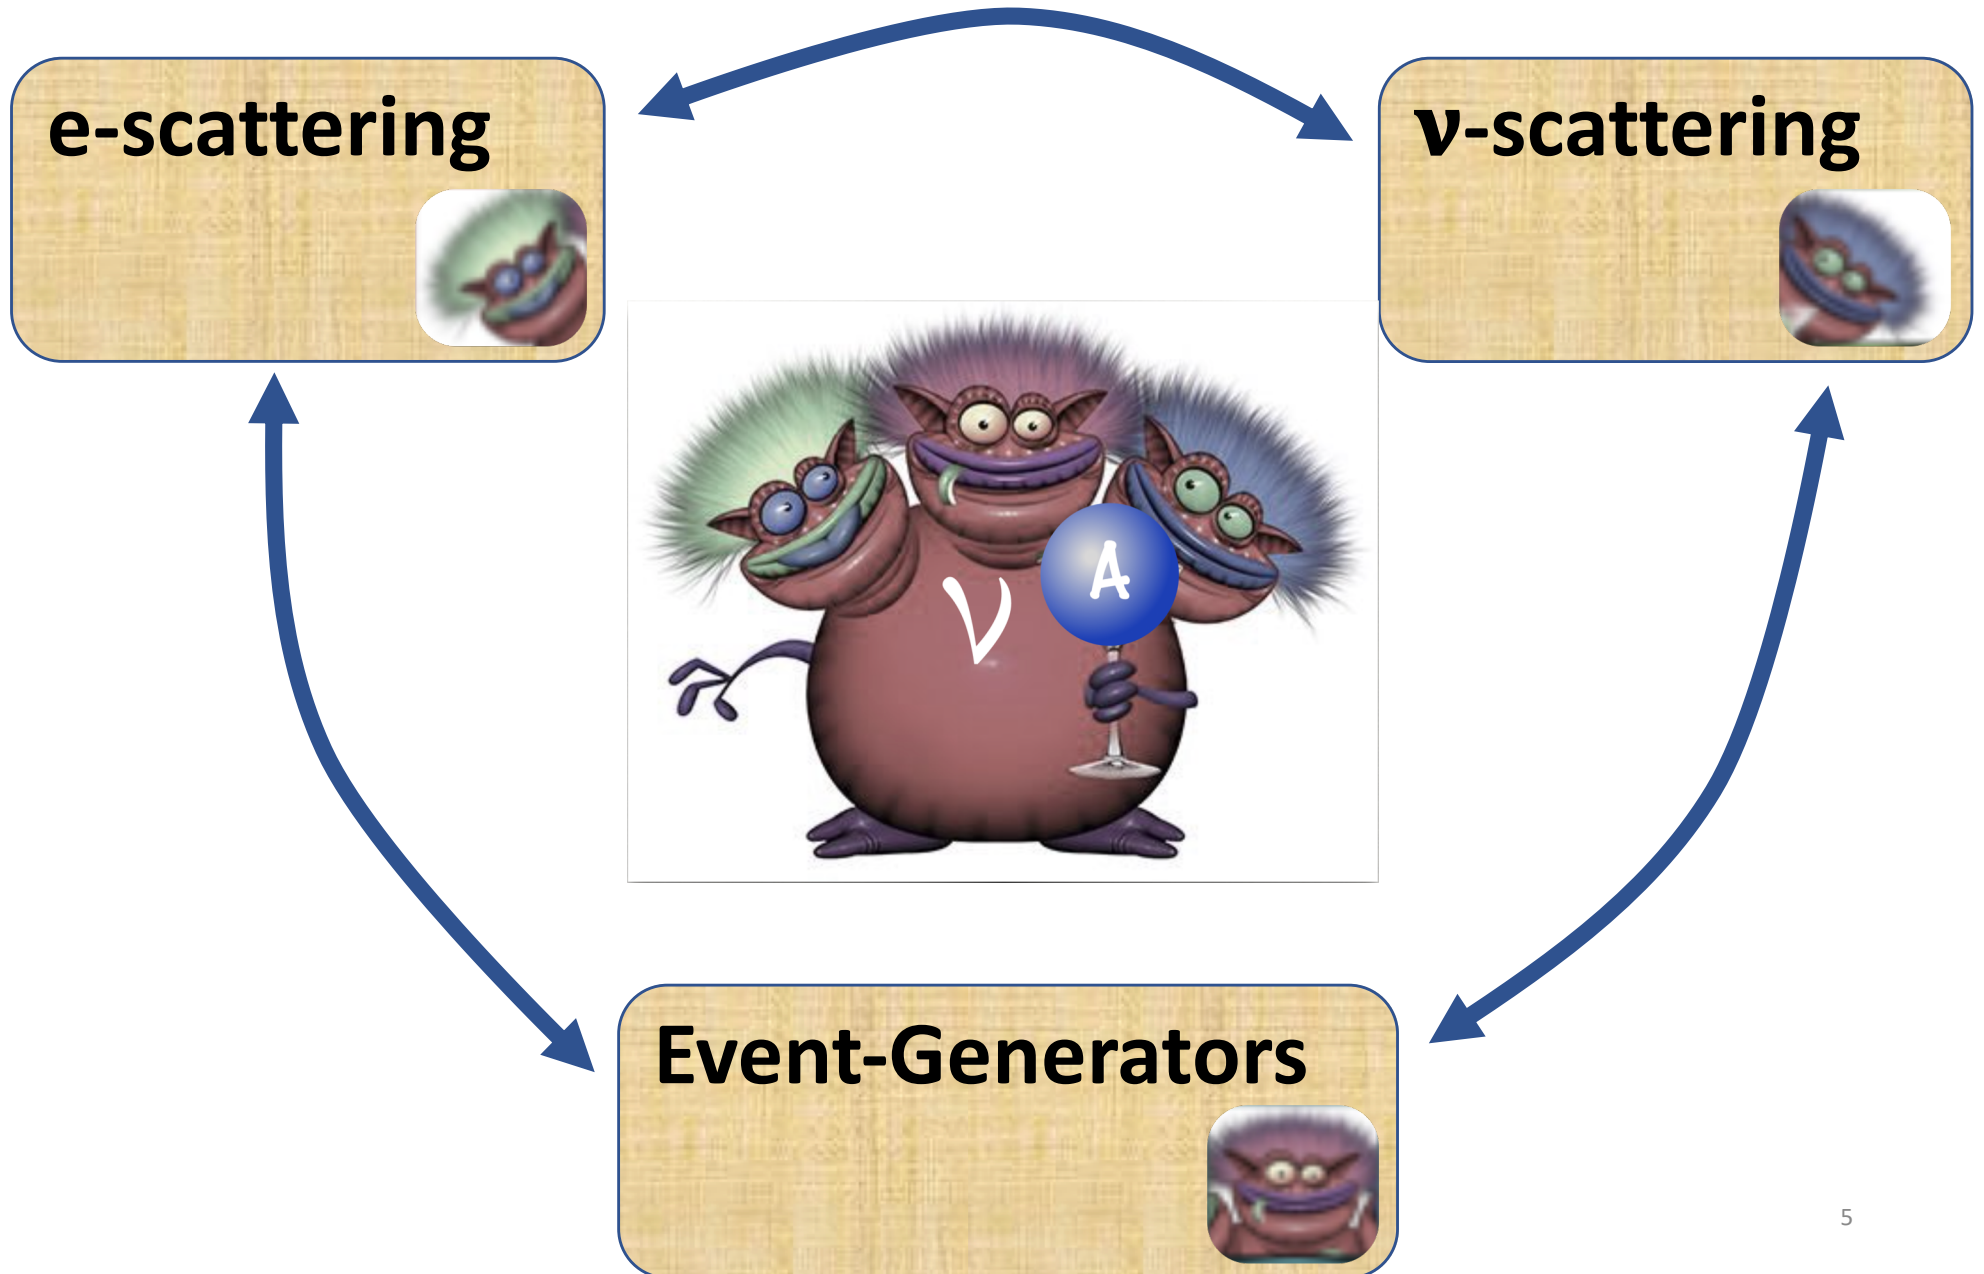 e-scattering
ν-scattering
ν
A
Event-Generators
5